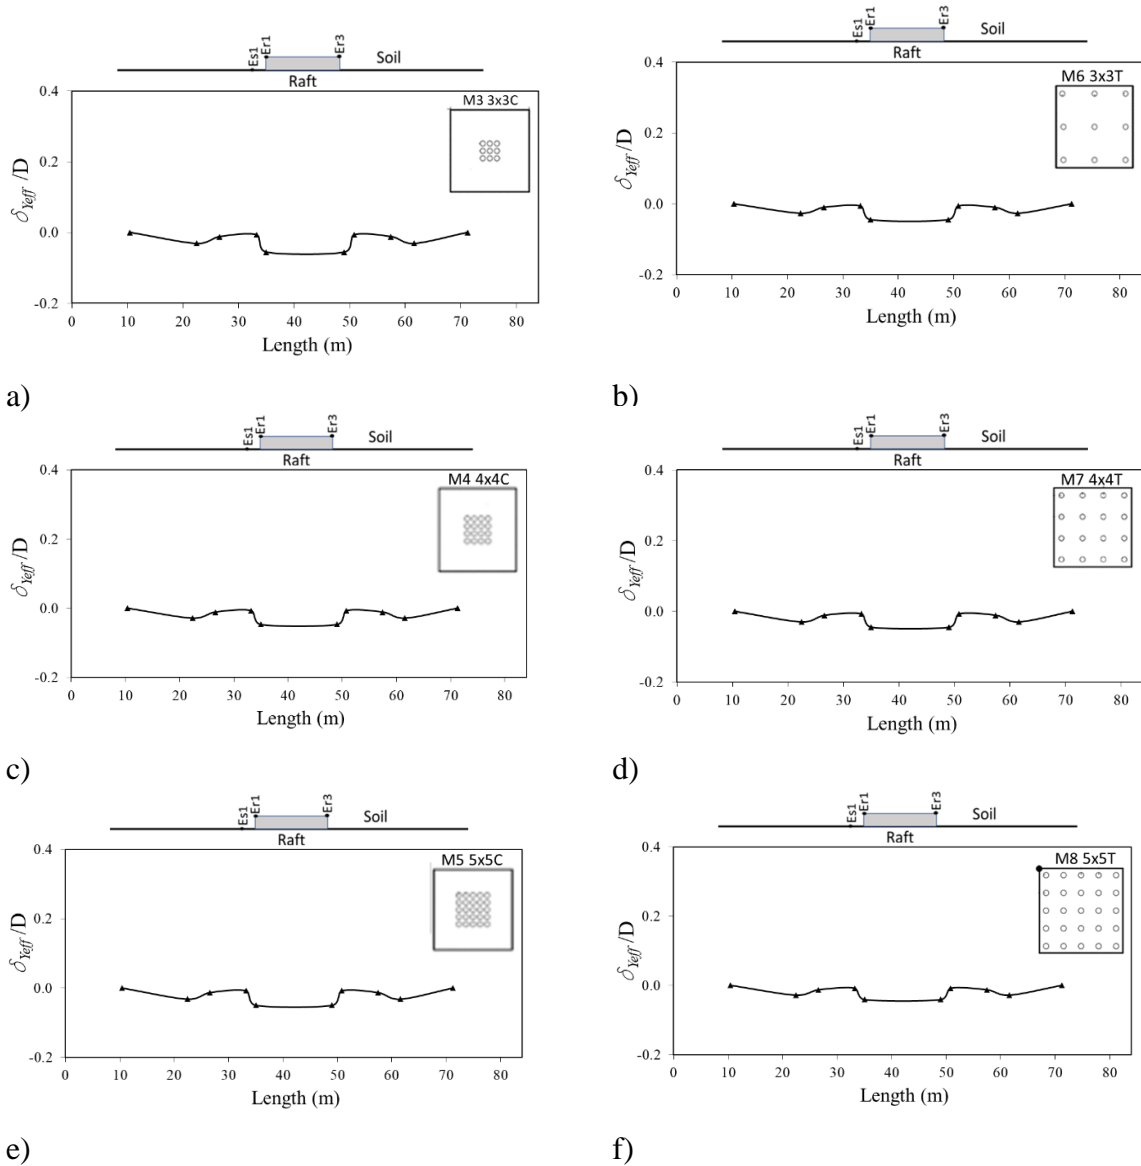 Es1 Er1 Er3 Soil
Raft
M3 3x3C
0.4
0.2
0.0
-0.2
δYeff /D
0 10 20 30 40 50 60 70 80
Length (m)
a)
Es1 Er1 Er3 Soil
Raft
M6 3x3T
0.4
0.2
0.0
-0.2
δYeff /D
0 10 20 30 40 50 60 70 80
Length (m)
b)
Es1 Er1 Er3 Soil
Raft
M4 4x4C
0.4
0.2
0.0
-0.2
δYeff /D
0 10 20 30 40 50 60 70 80
Length (m)
c)
Es1 Er1 Er3 Soil
Raft
M7 4x4T
0.4
0.2
0.0
-0.2
δYeff /D
0 10 20 30 40 50 60 70 80
Length (m)
d)
Es1 Er1 Er3 Soil
Raft
M5 5x5C
0.4
0.2
0.0
-0.2
δYeff /D
0 10 20 30 40 50 60 70 80
Length (m)
e)
Es1 Er1 Er3 Soil
Raft
M8 5x5T
0.4
0.2
0.0
-0.2
δYeff /D
0 10 20 30 40 50 60 70 80
Length (m)
f)